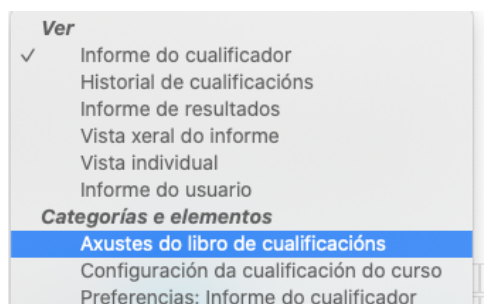 Ver
✓ Informe do cualificador
Historial de cualificacións
Informe de resultados
Vista xeral do informe
Vista individual
Informe do usuario
Categorías e elementos
Axustes do libro de cualificacións
Configuración da cualificación do curso
Preferencias: Informe do cualificador